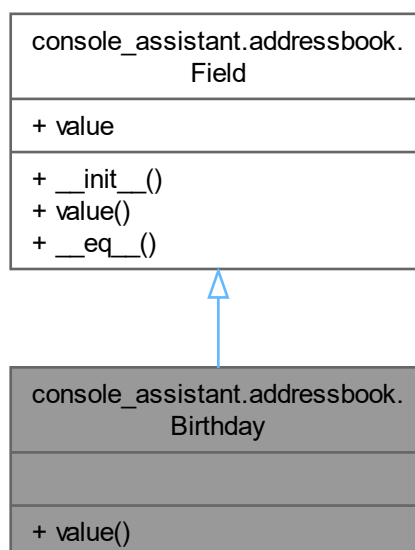 console_assistant.addressbook.
Field
+ value
+ __init__()
+ value()
+ __eq__()
console_assistant.addressbook.
Birthday
+ value()